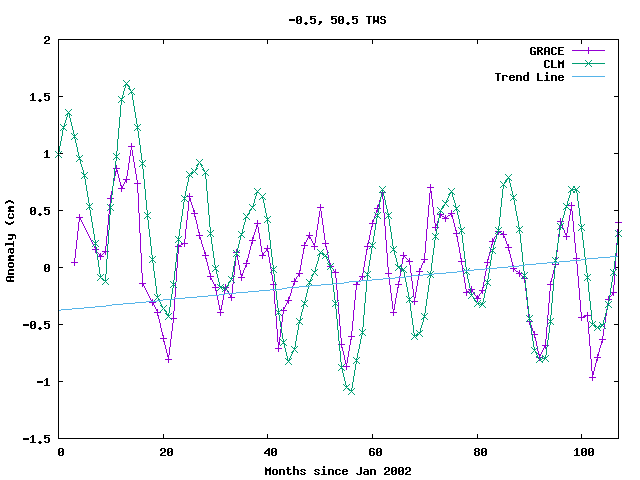 -0.5, 50.5 TWS
GRACE
CLM
Trend Line
2
1.5
1
0.5
0
-0.5
-1
-1.5
Anomaly (cm)
0 20 40 60 80 100
Months since Jan 2002